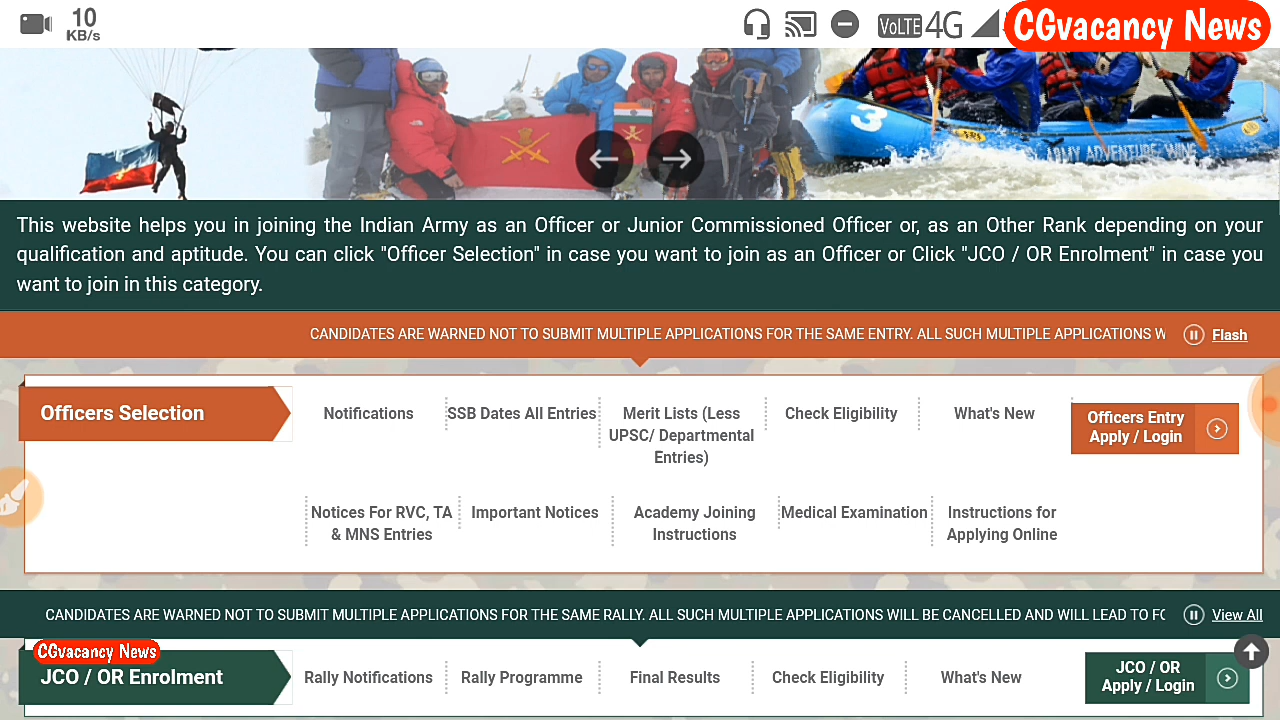 10
KB/s
VoLTE 4G
CGvacancy News
3
ARMY ADVENTURE WING
This website helps you in joining the Indian Army as an Officer or Junior Commissioned Officer or, as an Other Rank depending on your
qualification and aptitude. You can click "Officer Selection" in case you want to join as an Officer or Click "JCO / OR Enrolment" in case you
want to join in this category.
CANDIDATES ARE WARNED NOT TO SUBMIT MULTIPLE APPLICATIONS FOR THE SAME ENTRY. ALL SUCH MULTIPLE APPLICATIONS W
Flash
Officers Selection
Notifications
SSB Dates All Entries
Merit Lists (Less
UPSC/ Departmental
Entries)
Check Eligibility
What's New
Officers Entry
Apply / Login
Notices For RVC, TA
& MNS Entries
Important Notices
Academy Joining
Instructions
Medical Examination
Instructions for
Applying Online
CANDIDATES ARE WARNED NOT TO SUBMIT MULTIPLE APPLICATIONS FOR THE SAME RALLY. ALL SUCH MULTIPLE APPLICATIONS WILL BE CANCELLED AND WILL LEAD TO FO
View All
CGvacancy News
JCO / OR Enrolment
Rally Notifications
Rally Programme
Final Results
Check Eligibility
What's New
JCO / OR
Apply / Login